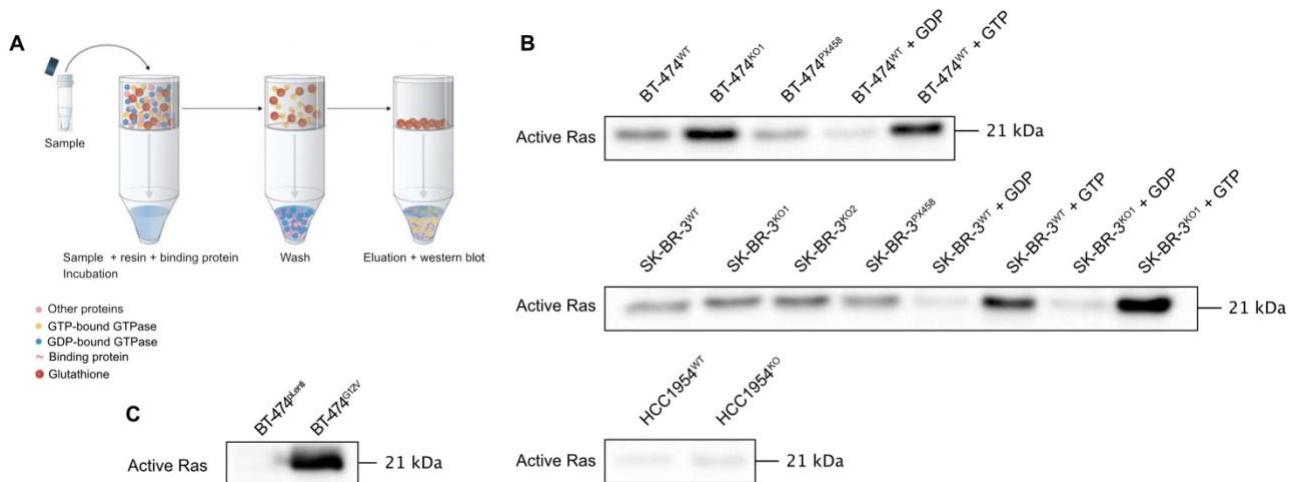 A
Sample
Sample + resin + binding protein
Incubation
Wash
Eluation + western blot
Other proteins
GTP-bound GTPase
GDP-bound GTPase
Binding protein
Glutathione
B
BT-474WT
BT-474KO1
BT-474PX458
BT-474WT + GDP
BT-474WT + GTP
Active Ras
21 kDa
SK-BR-3WT
SK-BR-3KO1
SK-BR-3KO2
SK-BR-3PX458
SK-BR-3WT + GDP
SK-BR-3WT + GTP
SK-BR-3KO1 + GDP
SK-BR-3KO1 + GTP
Active Ras
21 kDa
HCC1954WT
HCC1954KO
Active Ras
21 kDa
C
BT-474pLenti
BT-474G12V
Active Ras
21 kDa